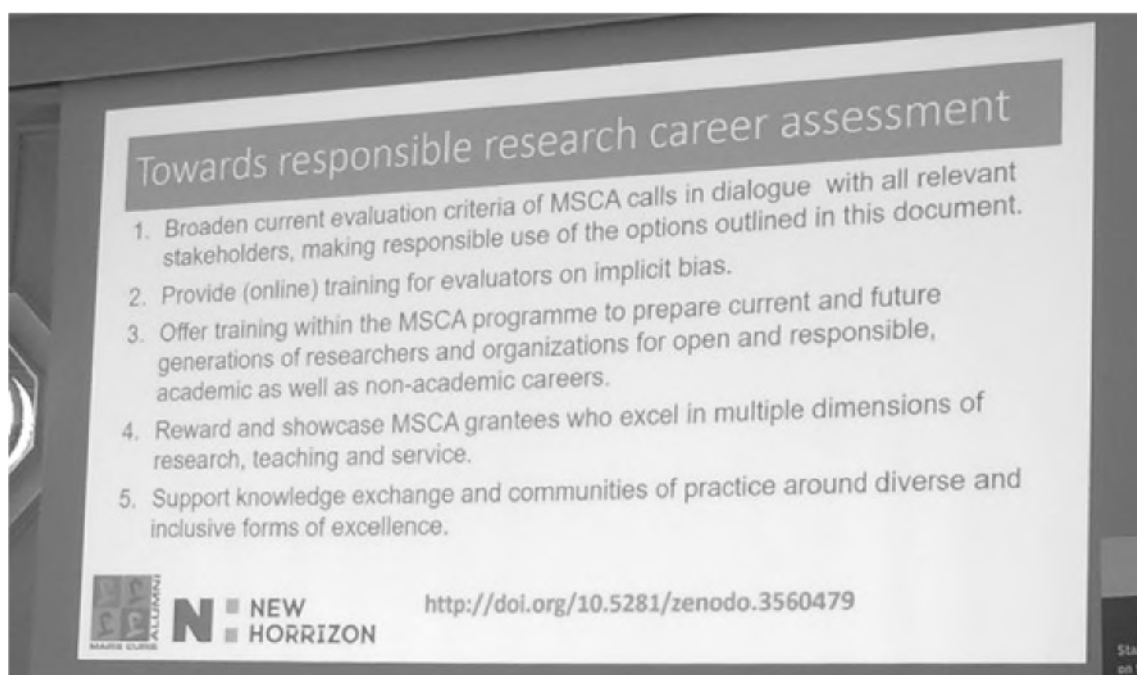 Towards responsible research career assessment
1. Broaden current evaluation criteria of MSCA calls in dialogue with all relevant
stakeholders, making responsible use of the options outlined in this document.
2. Provide (online) training for evaluators on implicit bias.
3. Offer training within the MSCA programme to prepare current and future
generations of researchers and organizations for open and responsible,
academic as well as non-academic careers.
4. Reward and showcase MSCA grantees who excel in multiple dimensions of
research, teaching and service.
5. Support knowledge exchange and communities of practice around diverse and
inclusive forms of excellence.
MARIE CURIE
ALUMNI
N
NEW
HORRIZON
http://doi.org/10.5281/zenodo.3560479
Sta
on